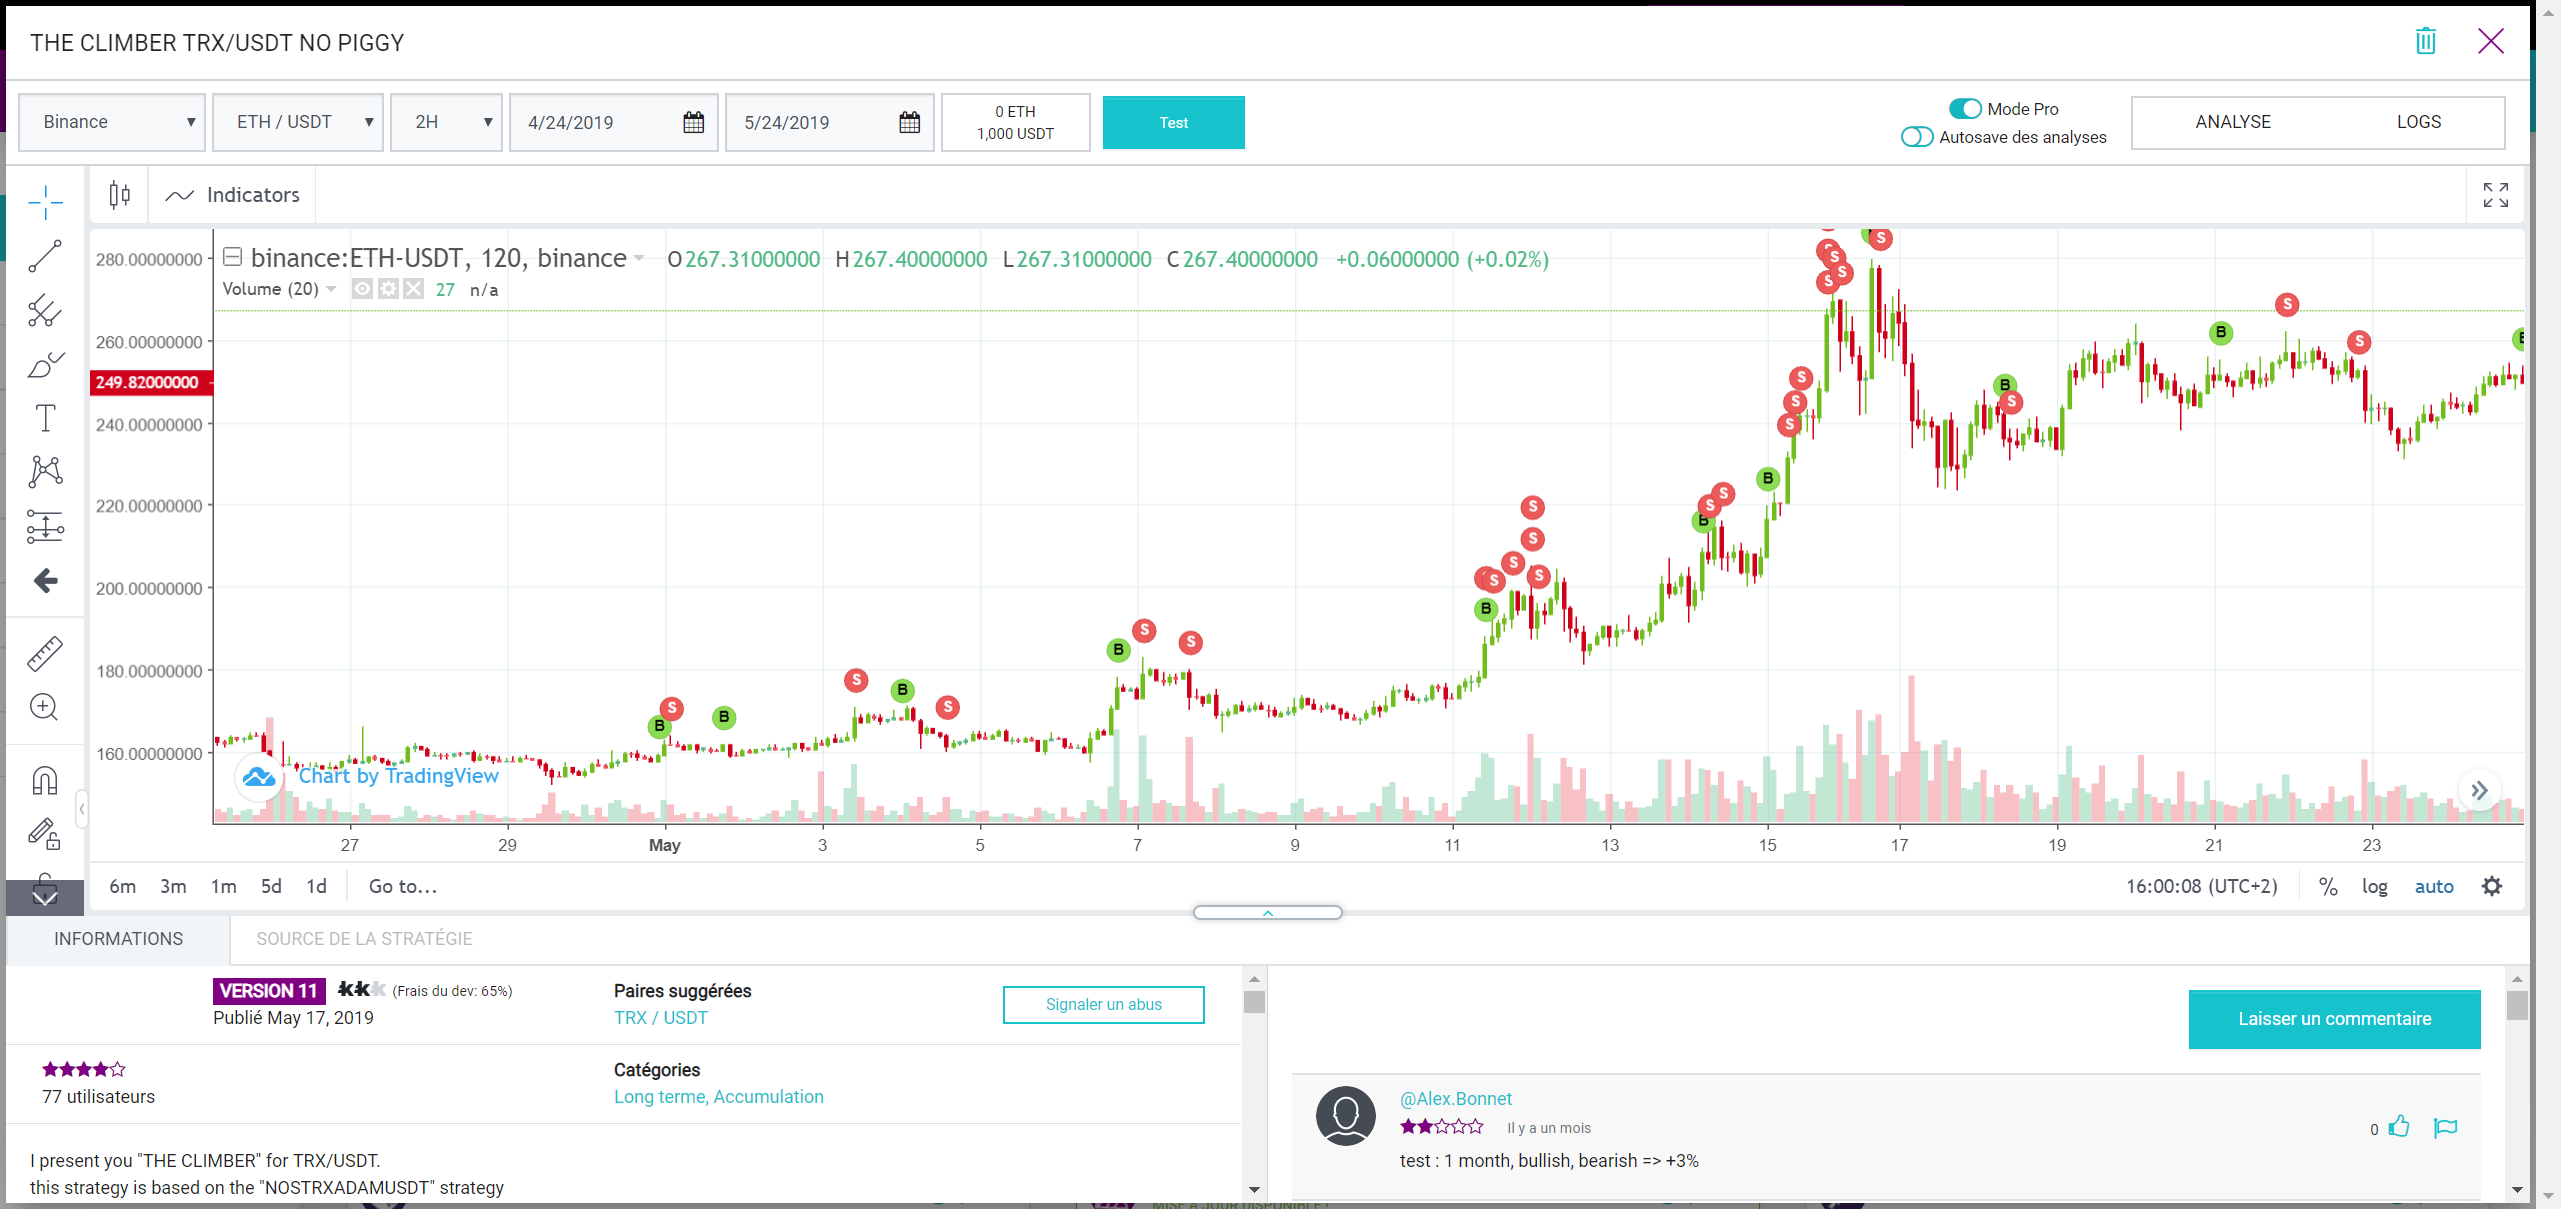 THE CLIMBER TRX/USDT NO PIGGY
Binance ETH / USDT 2H 4/24/2019 5/24/2019 0 ETH
1,000 USDT
Test
Mode Pro
Autosave des analyses
ANALYSE LOGS
Indicators
binance:ETH-USDT, 120, binance O267.31000000 H267.40000000 L267.31000000 C267.40000000 +0.06000000 (+0.02%)
Volume (20) 27 n/a
280.00000000
260.00000000
249.82000000
240.00000000
220.00000000
200.00000000
180.00000000
160.00000000
S
S
S
S
S
S
S
B
S
B
S
S
S
S
B
S
B
S
S
B
S
S
S
S
S
B
S
B
S
S
B
S
B
B
S
Chart by TradingView
27 29 May 3 5 7 9 11 13 15 17 19 21 23
6m 3m 1m 5d 1d Go to... 16:00:08 (UTC+2) % log auto
INFORMATIONS SOURCE DE LA STRATÉGIE
VERSION 11 (Frais du dev: 65%)
Publié May 17, 2019
Paires suggérées
TRX / USDT
Signaler un abus
77 utilisateurs
Catégories
Long terme, Accumulation
I present you "THE CLIMBER" for TRX/USDT.
this strategy is based on the "NOSTRXADAMUSDT" strategy
Laisser un commentaire
@Alex.Bonnet
Il y a un mois
0
test : 1 month, bullish, bearish => +3%